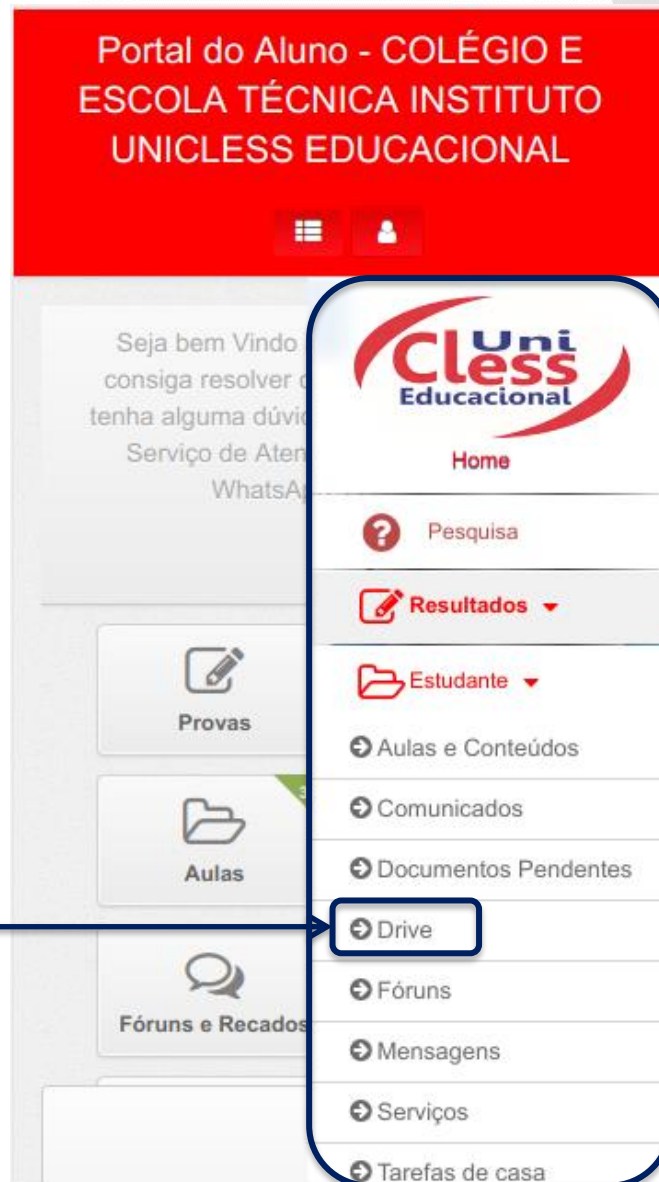 Portal do Aluno - COLÉGIO E
ESCOLA TÉCNICA INSTITUTO
UNICLESS EDUCACIONAL
Seja bem Vindo
consiga resolver
tenha alguma dúvid
Serviço de Aten
WhatsA
Provas
Aulas
Fóruns e Recados
Uni
Cless
Educacional
Home
Pesquisa
Resultados
Estudante
Aulas e Conteúdos
Comunicados
Documentos Pendentes
Drive
Fóruns
Mensagens
Serviços
Tarefas de casa